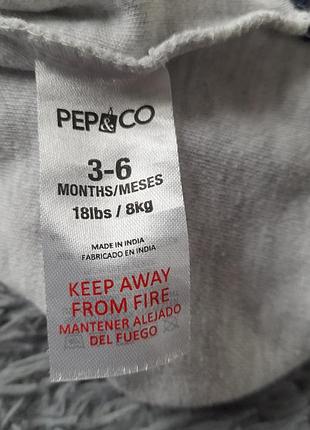 PEP&CO
3-6
MONTHS/MESES
18lbs / 8kg
MADE IN INDIA
FABRICADO EN INDIA
KEEP AWAY
FROM FIRE
MANTENER ALEJADO
DEL FUEGO